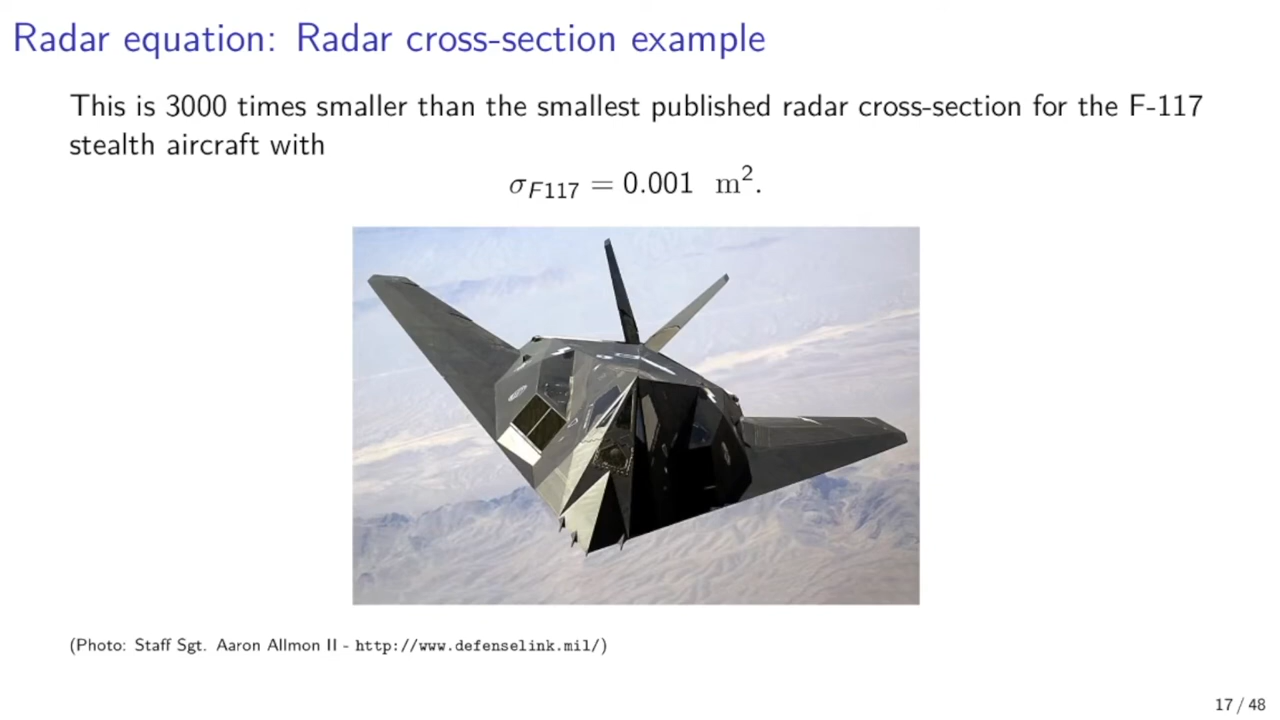 Radar equation: Radar cross-section example
This is 3000 times smaller than the smallest published radar cross-section for the F-117
stealth aircraft with
σ_F117 = 0.001 m².
(Photo: Staff Sgt. Aaron Allmon II - http://www.defenselink.mil/)
17 / 48